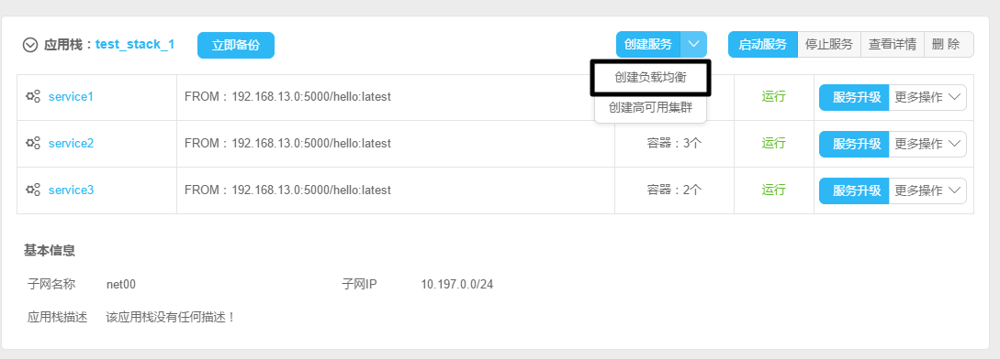 应用栈：test_stack_1 立即备份 创建服务 启动服务 停止服务 查看详情 删 除
创建负载均衡
service1 FROM：192.168.13.0:5000/hello:latest 运行 服务升级 更多操作
创建高可用集群
service2 FROM：192.168.13.0:5000/hello:latest 容器：3个 运行 服务升级 更多操作
service3 FROM：192.168.13.0:5000/hello:latest 容器：2个 运行 服务升级 更多操作
基本信息
子网名称 net00 子网IP 10.197.0.0/24
应用栈描述 该应用栈没有任何描述！